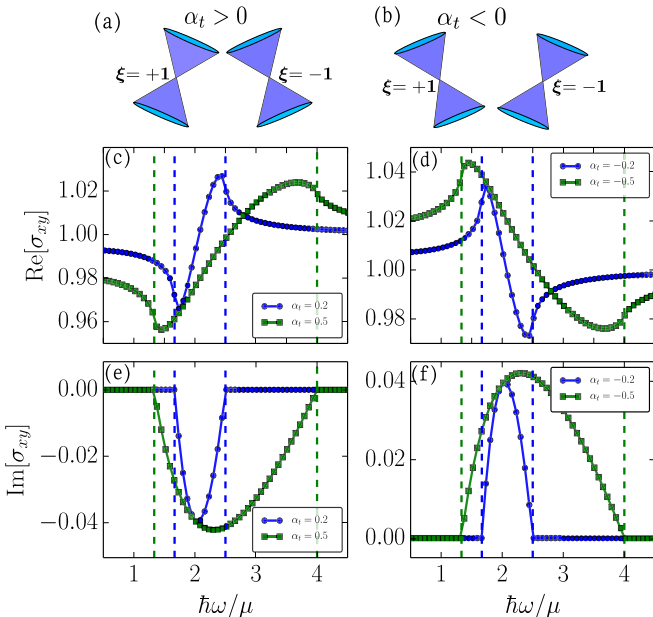 (a) α_t > 0
(b) α_t < 0
ξ= +1 ξ= −1
ξ= +1 ξ= −1
(c)
Re[σ_xy]
1.02
1.00
0.98
0.96
α_t = 0.2
α_t = 0.5
(d)
1.04
1.02
1.00
0.98
α_t = −0.2
α_t = −0.5
(e)
Im[σ_xy]
0.00
−0.02
−0.04
α_t = 0.2
α_t = 0.5
1 2 3 4
ħω/μ
(f)
0.04
0.02
0.00
α_t = −0.2
α_t = −0.5
1 2 3 4
ħω/μ